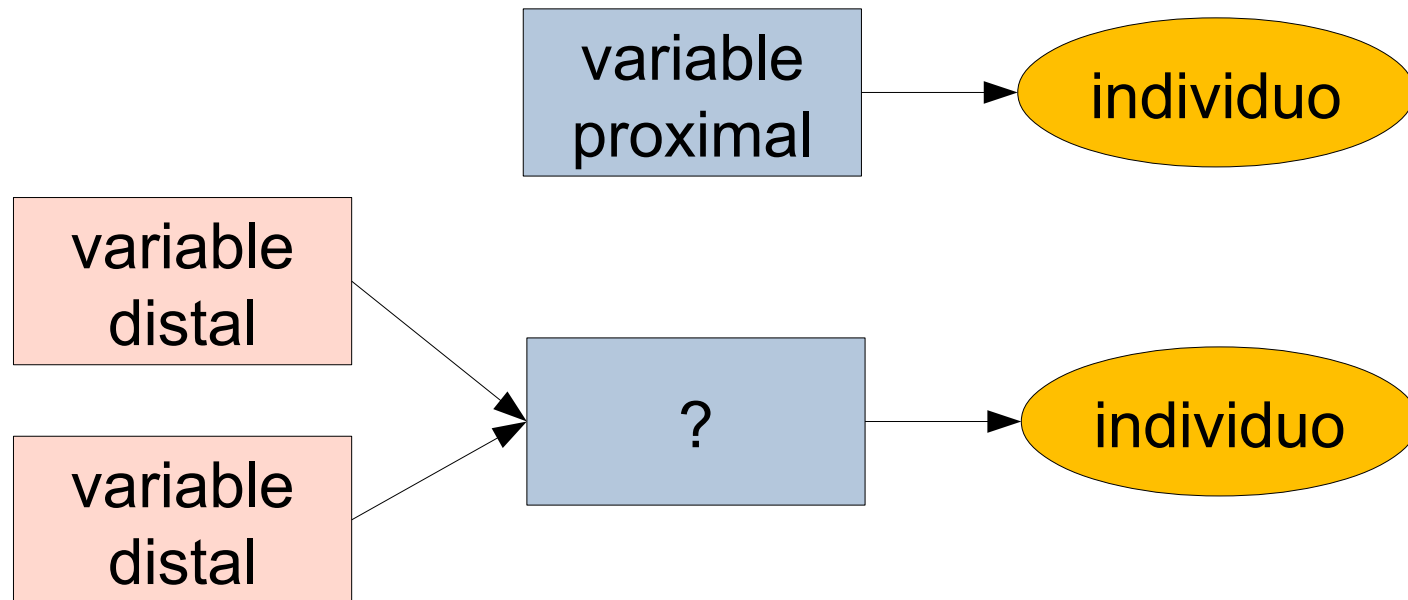 variable
proximal
individuo
variable
distal
?
individuo
variable
distal